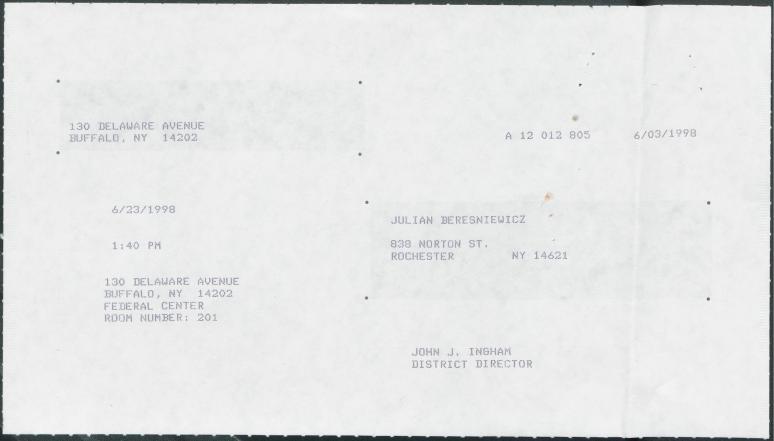 130 DELAWARE AVENUE
BUFFALO, NY 14202
A 12 012 805 6/03/1998
6/23/1998
1:40 PM
130 DELAWARE AVENUE
BUFFALO, NY 14202
FEDERAL CENTER
ROOM NUMBER: 201
JULIAN BERESNIEWICZ
838 NORTON ST.
ROCHESTER NY 14621
JOHN J. INGHAM
DISTRICT DIRECTOR